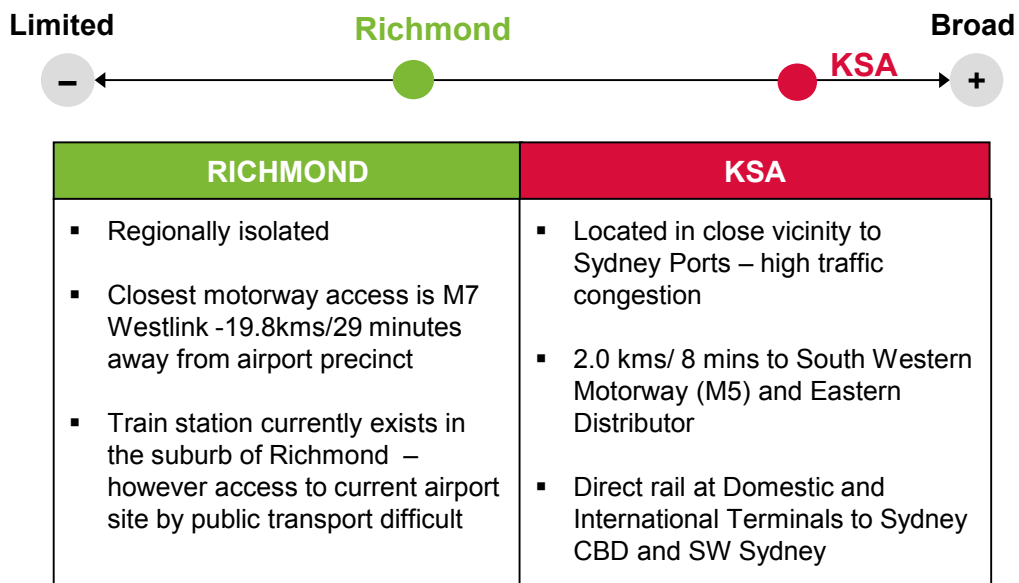 Limited
Richmond
Broad
–
KSA
+
RICHMOND
▪ Regionally isolated
▪ Closest motorway access is M7
Westlink -19.8kms/29 minutes
away from airport precinct
▪ Train station currently exists in
the suburb of Richmond –
however access to current airport
site by public transport difficult
KSA
▪ Located in close vicinity to
Sydney Ports – high traffic
congestion
▪ 2.0 kms/ 8 mins to South Western
Motorway (M5) and Eastern
Distributor
▪ Direct rail at Domestic and
International Terminals to Sydney
CBD and SW Sydney